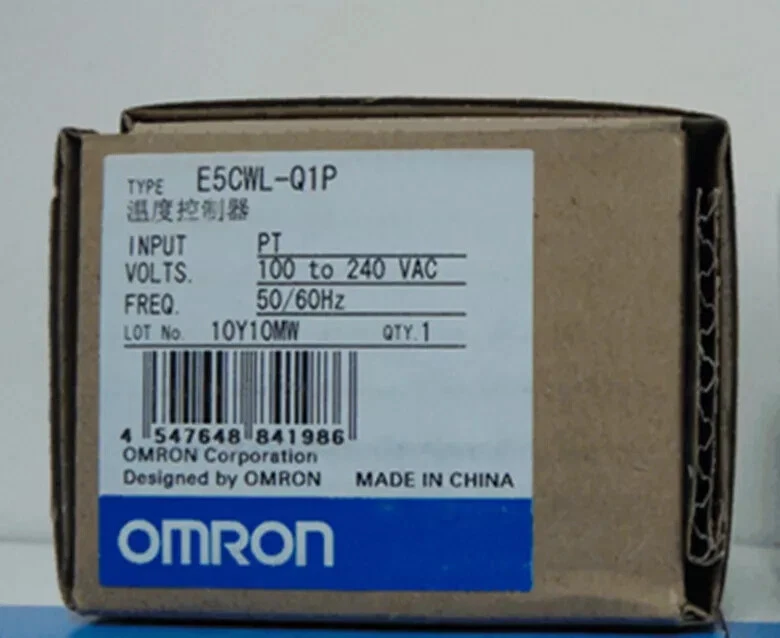 TYPE E5CWL-Q1P
温度控制器
INPUT PT
VOLTS. 100 to 240 VAC
FREQ. 50/60Hz
LOT No. 10Y10MW QTY.1
4 547648 841986
OMRON Corporation
Designed by OMRON MADE IN CHINA
OMRON